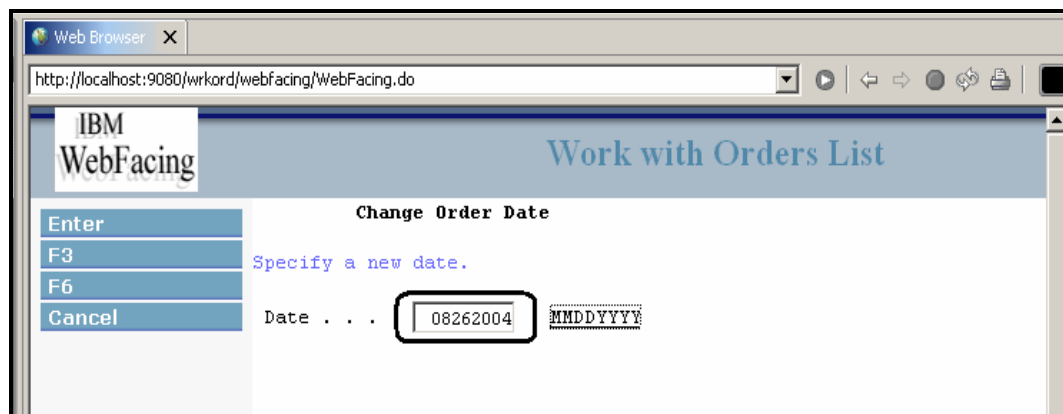 Web Browser X
http://localhost:9080/wrkord/webfacing/WebFacing.do
IBM
WebFacing
Work with Orders List
Enter
F3
F6
Cancel
Change Order Date
Specify a new date.
Date . . . 08262004 MMDDYYYY